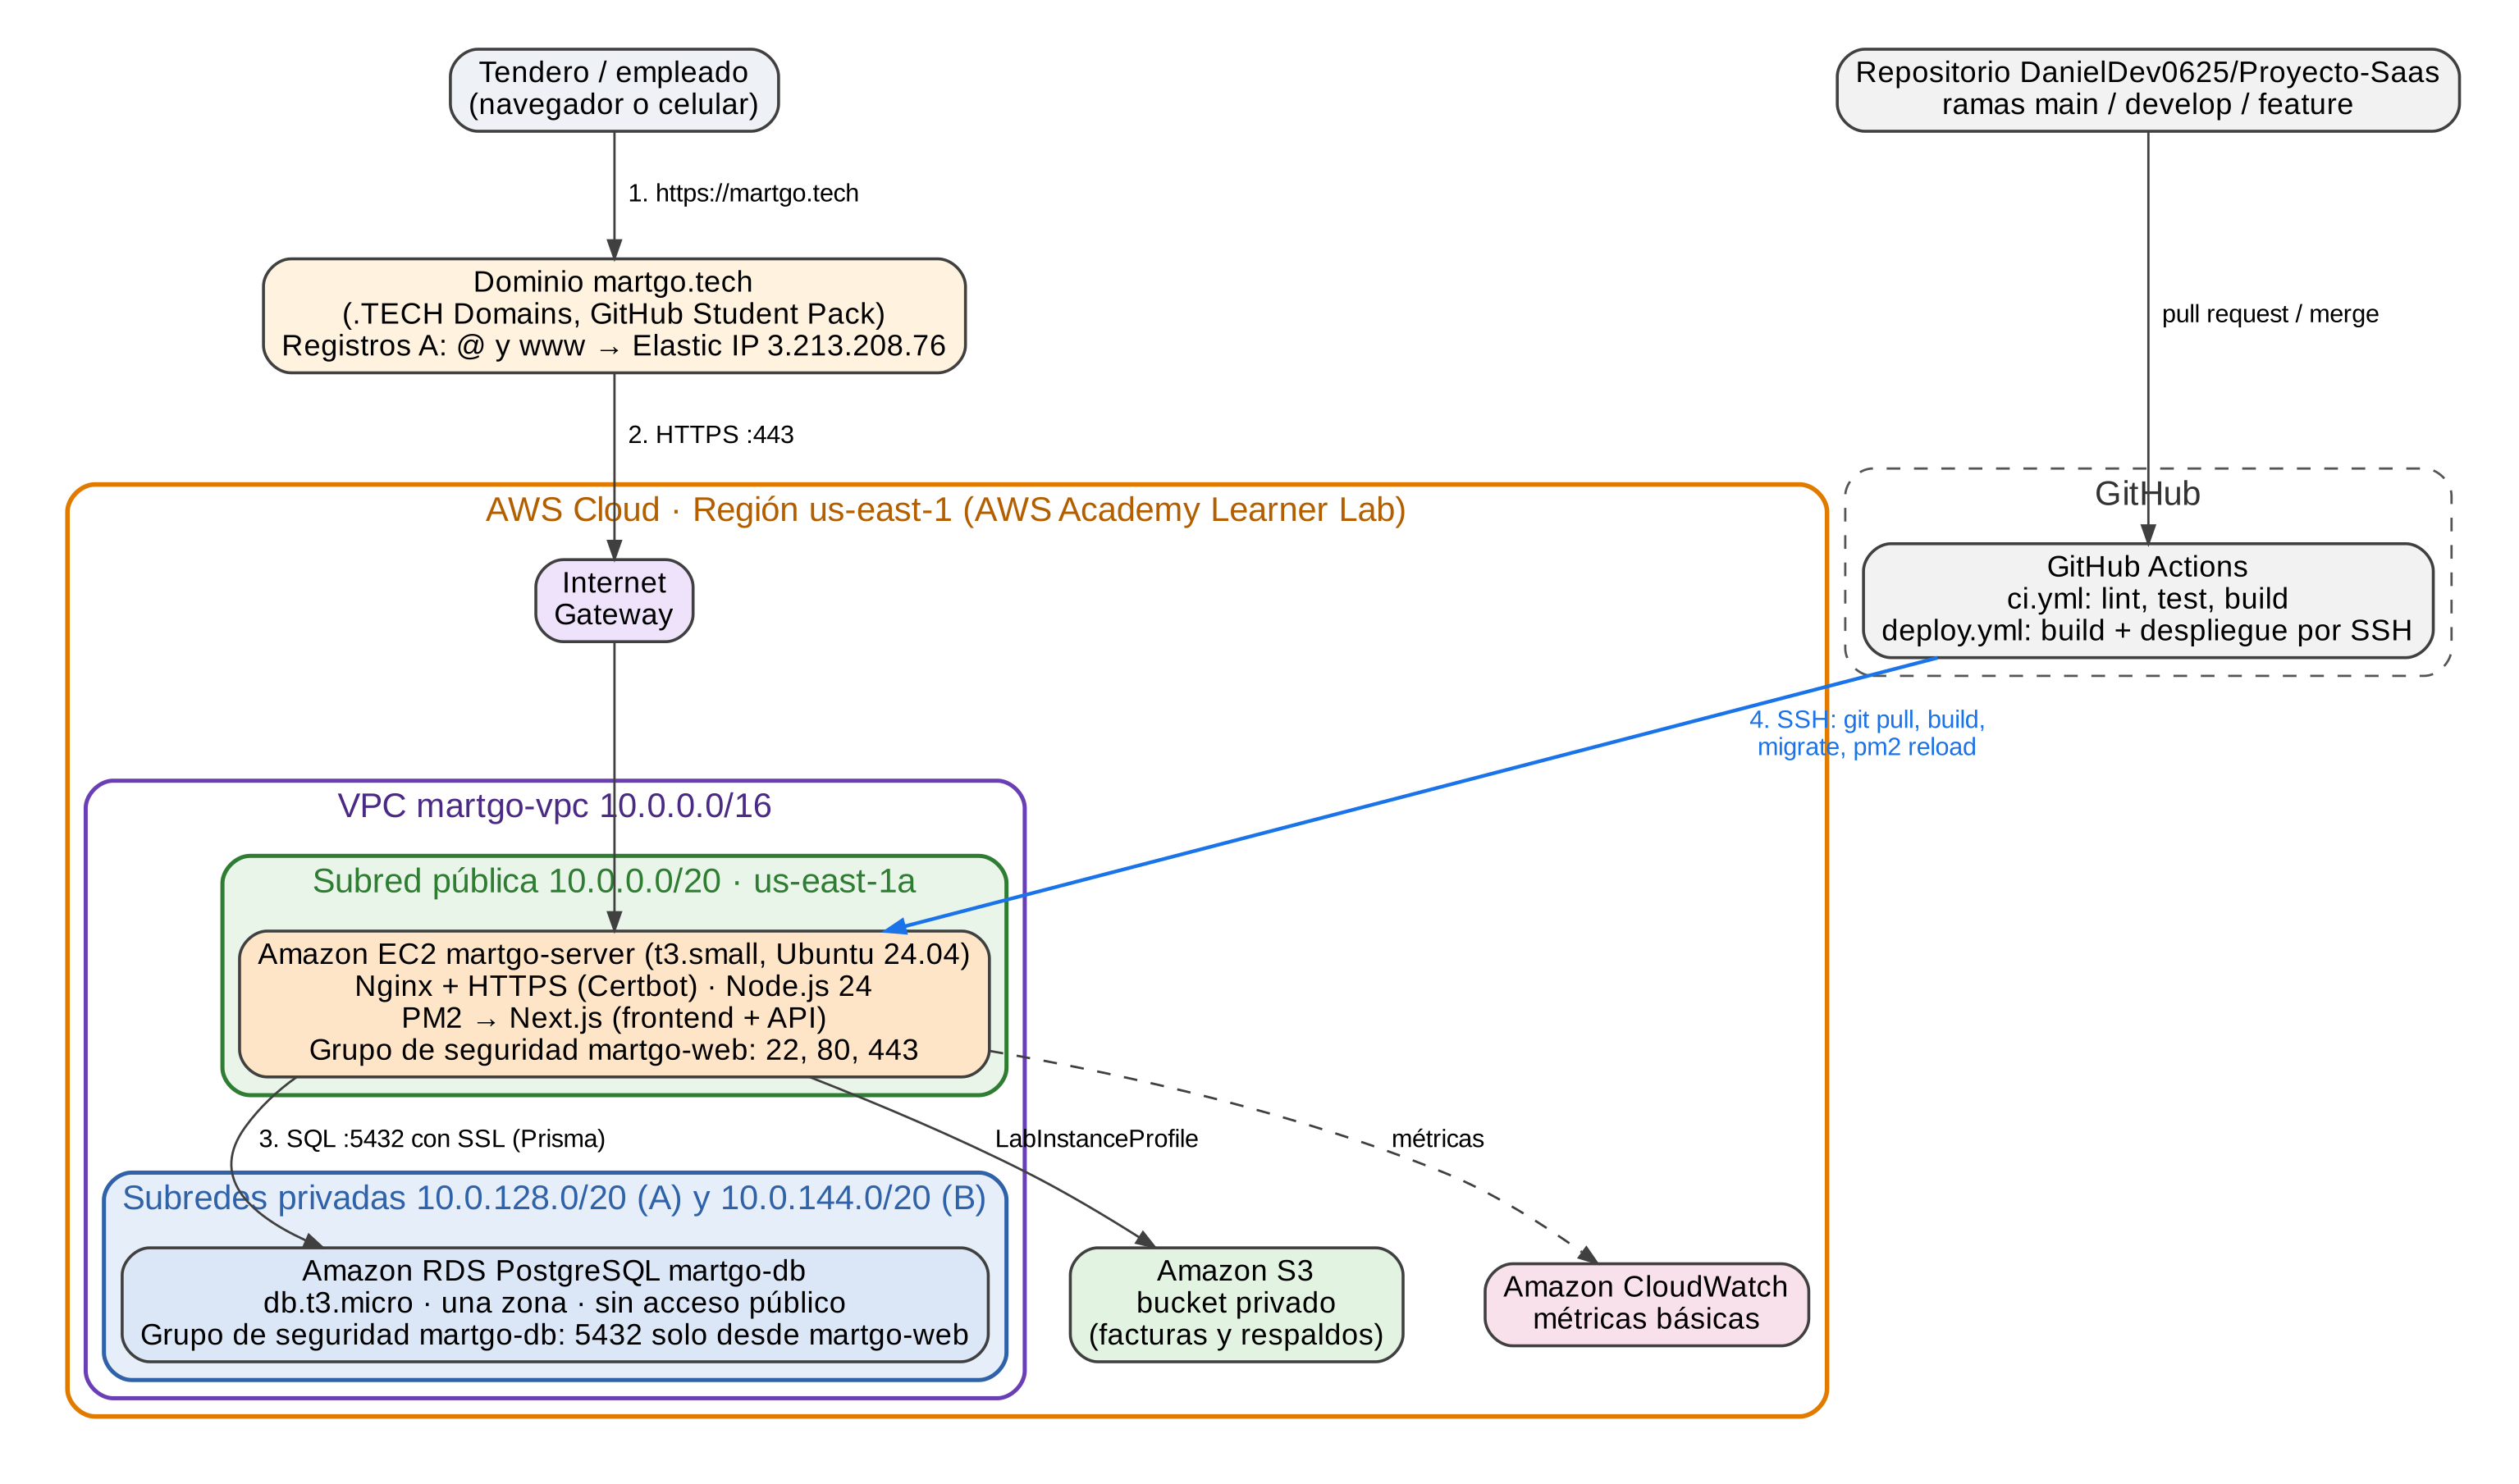 Tendero / empleado
(navegador o celular)
Repositorio DanielDev0625/Proyecto-Saas
ramas main / develop / feature
1. https://martgo.tech
Dominio martgo.tech
(.TECH Domains, GitHub Student Pack)
Registros A: @ y www → Elastic IP 3.213.208.76
pull request / merge
2. HTTPS :443
AWS Cloud · Región us-east-1 (AWS Academy Learner Lab)
GitHub
Internet
Gateway
GitHub Actions
ci.yml: lint, test, build
deploy.yml: build + despliegue por SSH
4. SSH: git pull, build,
migrate, pm2 reload
VPC martgo-vpc 10.0.0.0/16
Subred pública 10.0.0.0/20 · us-east-1a
Amazon EC2 martgo-server (t3.small, Ubuntu 24.04)
Nginx + HTTPS (Certbot) · Node.js 24
PM2 → Next.js (frontend + API)
Grupo de seguridad martgo-web: 22, 80, 443
3. SQL :5432 con SSL (Prisma)
LabInstanceProfile
métricas
Subredes privadas 10.0.128.0/20 (A) y 10.0.144.0/20 (B)
Amazon RDS PostgreSQL martgo-db
db.t3.micro · una zona · sin acceso público
Grupo de seguridad martgo-db: 5432 solo desde martgo-web
Amazon S3
bucket privado
(facturas y respaldos)
Amazon CloudWatch
métricas básicas